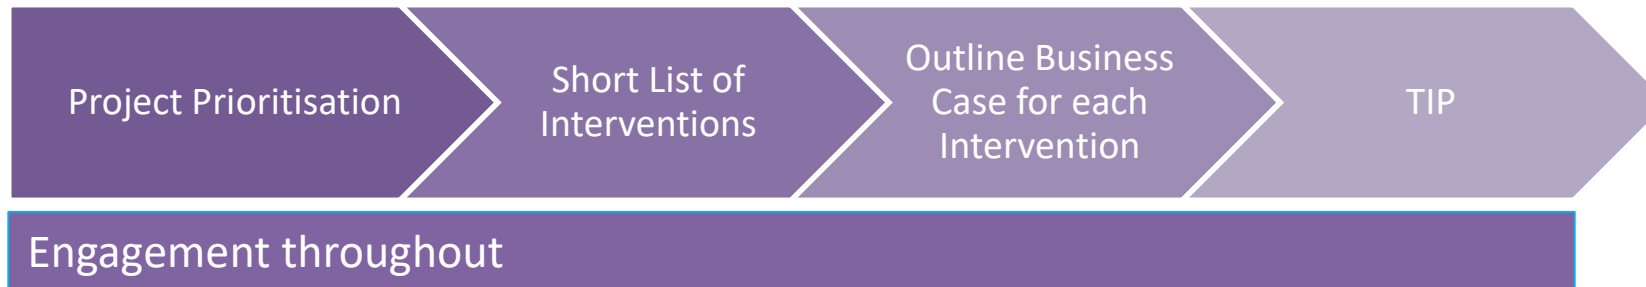 Project Prioritisation
Short List of
Interventions
Outline Business
Case for each
Intervention
TIP
Engagement throughout